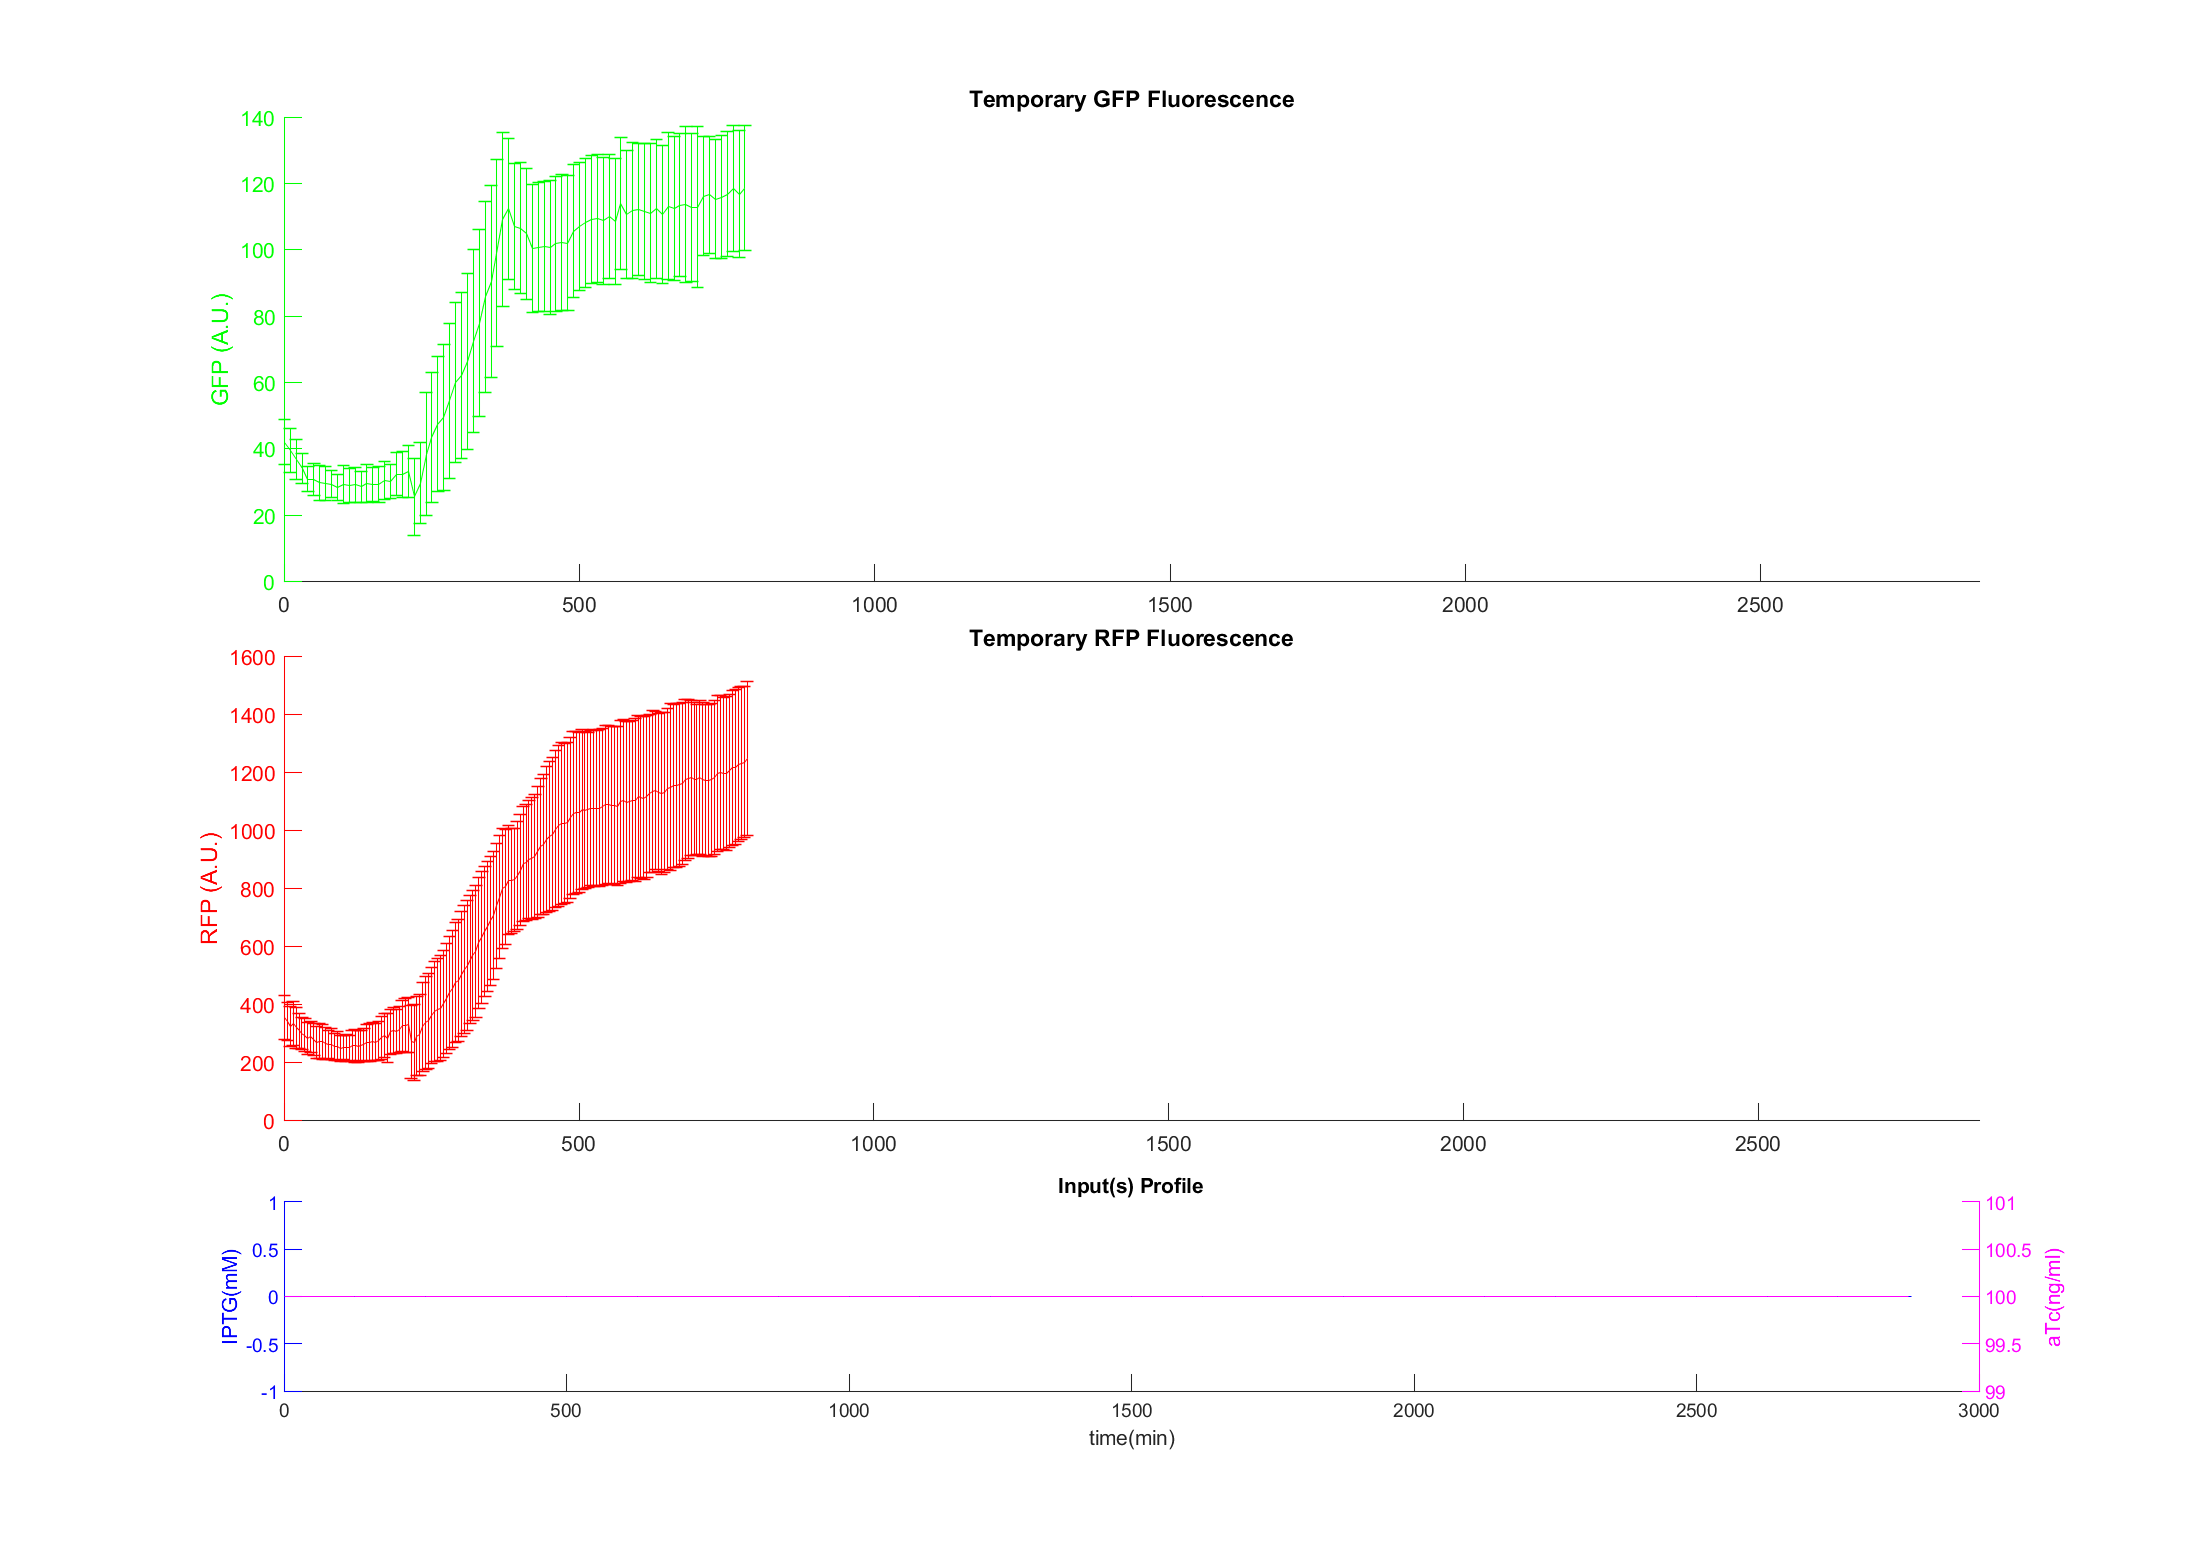 Temporary GFP Fluorescence
140
120
100
80
60
40
20
0
GFP (A.U.)
0 500 1000 1500 2000 2500
Temporary RFP Fluorescence
1600
1400
1200
1000
800
600
400
200
0
RFP (A.U.)
0 500 1000 1500 2000 2500
Input(s) Profile
1
0.5
0
-0.5
-1
IPTG(mM)
101
100.5
100
99.5
99
aTc(ng/ml)
0 500 1000 1500 2000 2500 3000
time(min)